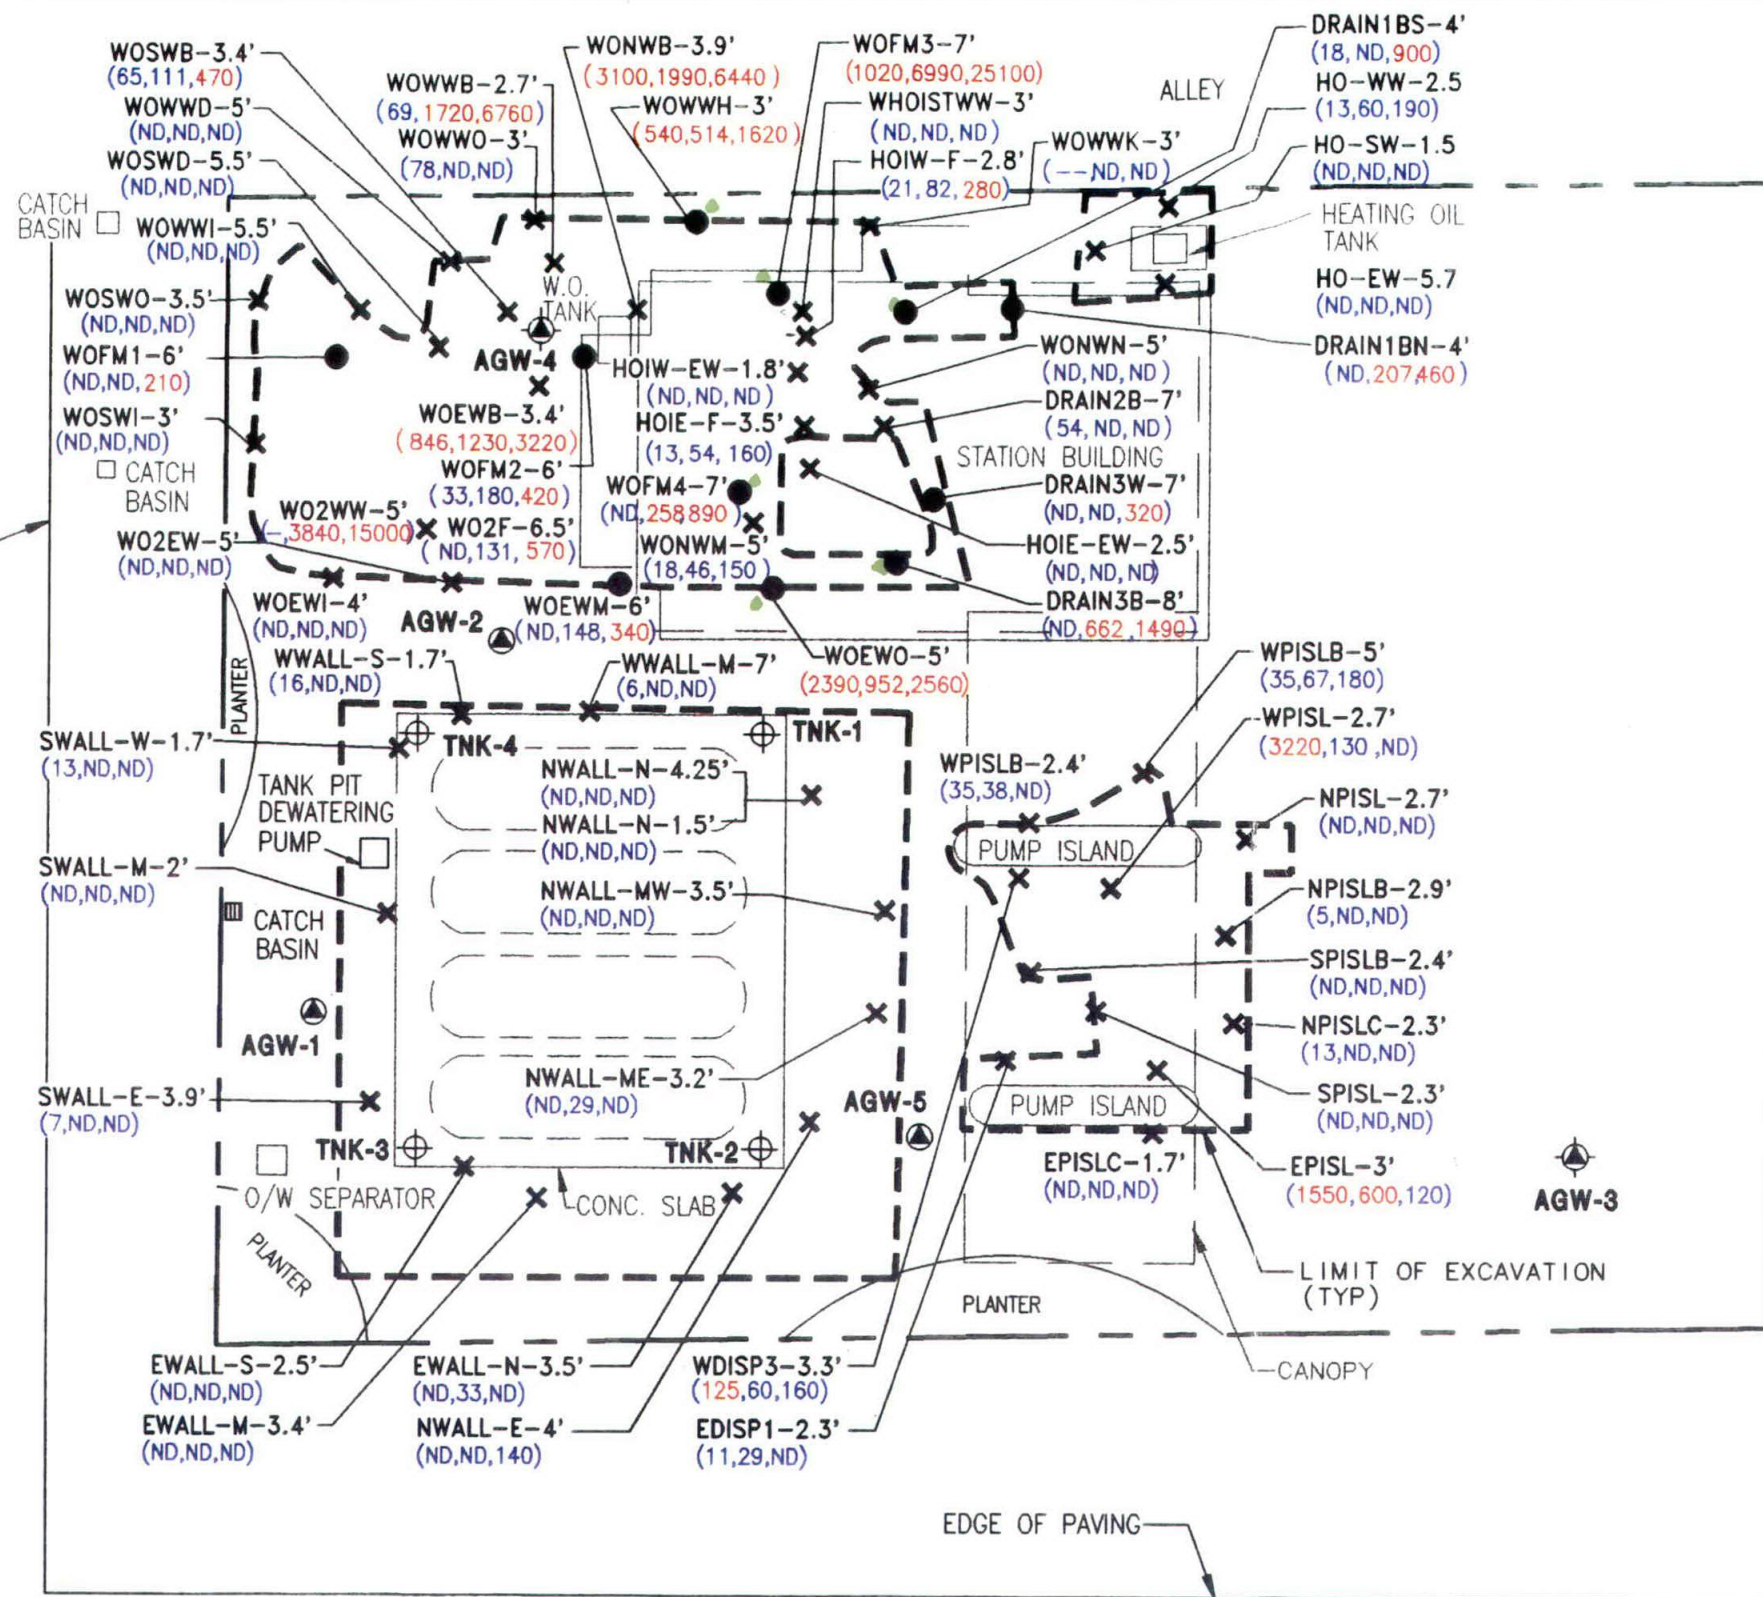 WOSWB-3.4'
(65,111,470)
WOWWD-5'
(ND,ND,ND)
WOSWD-5.5'
(ND,ND,ND)
CATCH
BASIN
WOWWI-5.5'
(ND,ND,ND)
WOSWO-3.5'
(ND,ND,ND)
WOFM1-6'
(ND,ND,210)
WOSWI-3'
(ND,ND,ND)
CATCH
BASIN
WO2WW-5'
(-,3840,15000)
WO2EW-5'
(ND,ND,ND)
WOEWI-4'
(ND,ND,ND)
WOWWB-2.7'
(69,1720,6760)
WOWWO-3'
(78,ND,ND)
WONWB-3.9'
(3100,1990,6440)
WOWWH-3'
(540,514,1620)
WOFM3-7'
(1020,6990,25100)
WHOISTWW-3'
(ND,ND,ND)
HOIW-F-2.8'
(21,82,280)
WOWWK-3'
(--ND,ND)
ALLEY
DRAIN1BS-4'
(18,ND,900)
HO-WW-2.5
(13,60,190)
HO-SW-1.5
(ND,ND,ND)
HEATING OIL
TANK
HO-EW-5.7
(ND,ND,ND)
DRAIN1BN-4'
(ND,207,460)
W.O.
TANK
AGW-4
WOEWB-3.4'
(846,1230,3220)
WOFM2-6'
(33,180,420)
WO2F-6.5'
(ND,131,570)
HOIW-EW-1.8'
(ND,ND,ND)
HOIE-F-3.5'
(13,54,160)
WOFM4-7'
(ND,258,890)
WONWM-5'
(18,46,150)
WONWN-5'
(ND,ND,ND)
DRAIN2B-7'
(54,ND,ND)
STATION BUILDING
DRAIN3W-7'
(ND,ND,320)
HOIE-EW-2.5'
(ND,ND,ND)
DRAIN3B-8'
(ND,662,1490)
AGW-2
WOEWM-6'
(ND,148,340)
WOEWO-5'
(2390,952,2560)
WWALL-S-1.7'
(16,ND,ND)
WWALL-M-7'
(6,ND,ND)
PLANTER
SWALL-W-1.7'
(13,ND,ND)
TANK PIT
DEWATERING
PUMP
SWALL-M-2'
(ND,ND,ND)
CATCH
BASIN
AGW-1
SWALL-E-3.9'
(7,ND,ND)
TNK-4
TNK-1
NWALL-N-4.25'
(ND,ND,ND)
NWALL-N-1.5'
(ND,ND,ND)
NWALL-MW-3.5'
(ND,ND,ND)
NWALL-ME-3.2'
(ND,29,ND)
TNK-3
TNK-2
AGW-5
O/W SEPARATOR
CONC. SLAB
PLANTER
WPISLB-5'
(35,67,180)
WPISL-2.7'
(3220,130,ND)
WPISLB-2.4'
(35,38,ND)
PUMP ISLAND
NPISL-2.7'
(ND,ND,ND)
NPISLB-2.9'
(5,ND,ND)
SPISLB-2.4'
(ND,ND,ND)
NPISLC-2.3'
(13,ND,ND)
SPISL-2.3'
(ND,ND,ND)
PUMP ISLAND
EPISLC-1.7'
(ND,ND,ND)
EPISL-3'
(1550,600,120)
AGW-3
LIMIT OF EXCAVATION
(TYP)
PLANTER
CANOPY
EWALL-S-2.5'
(ND,ND,ND)
EWALL-M-3.4'
(ND,ND,ND)
EWALL-N-3.5'
(ND,33,ND)
NWALL-E-4'
(ND,ND,140)
WDISP3-3.3'
(125,60,160)
EDISP1-2.3'
(11,29,ND)
EDGE OF PAVING